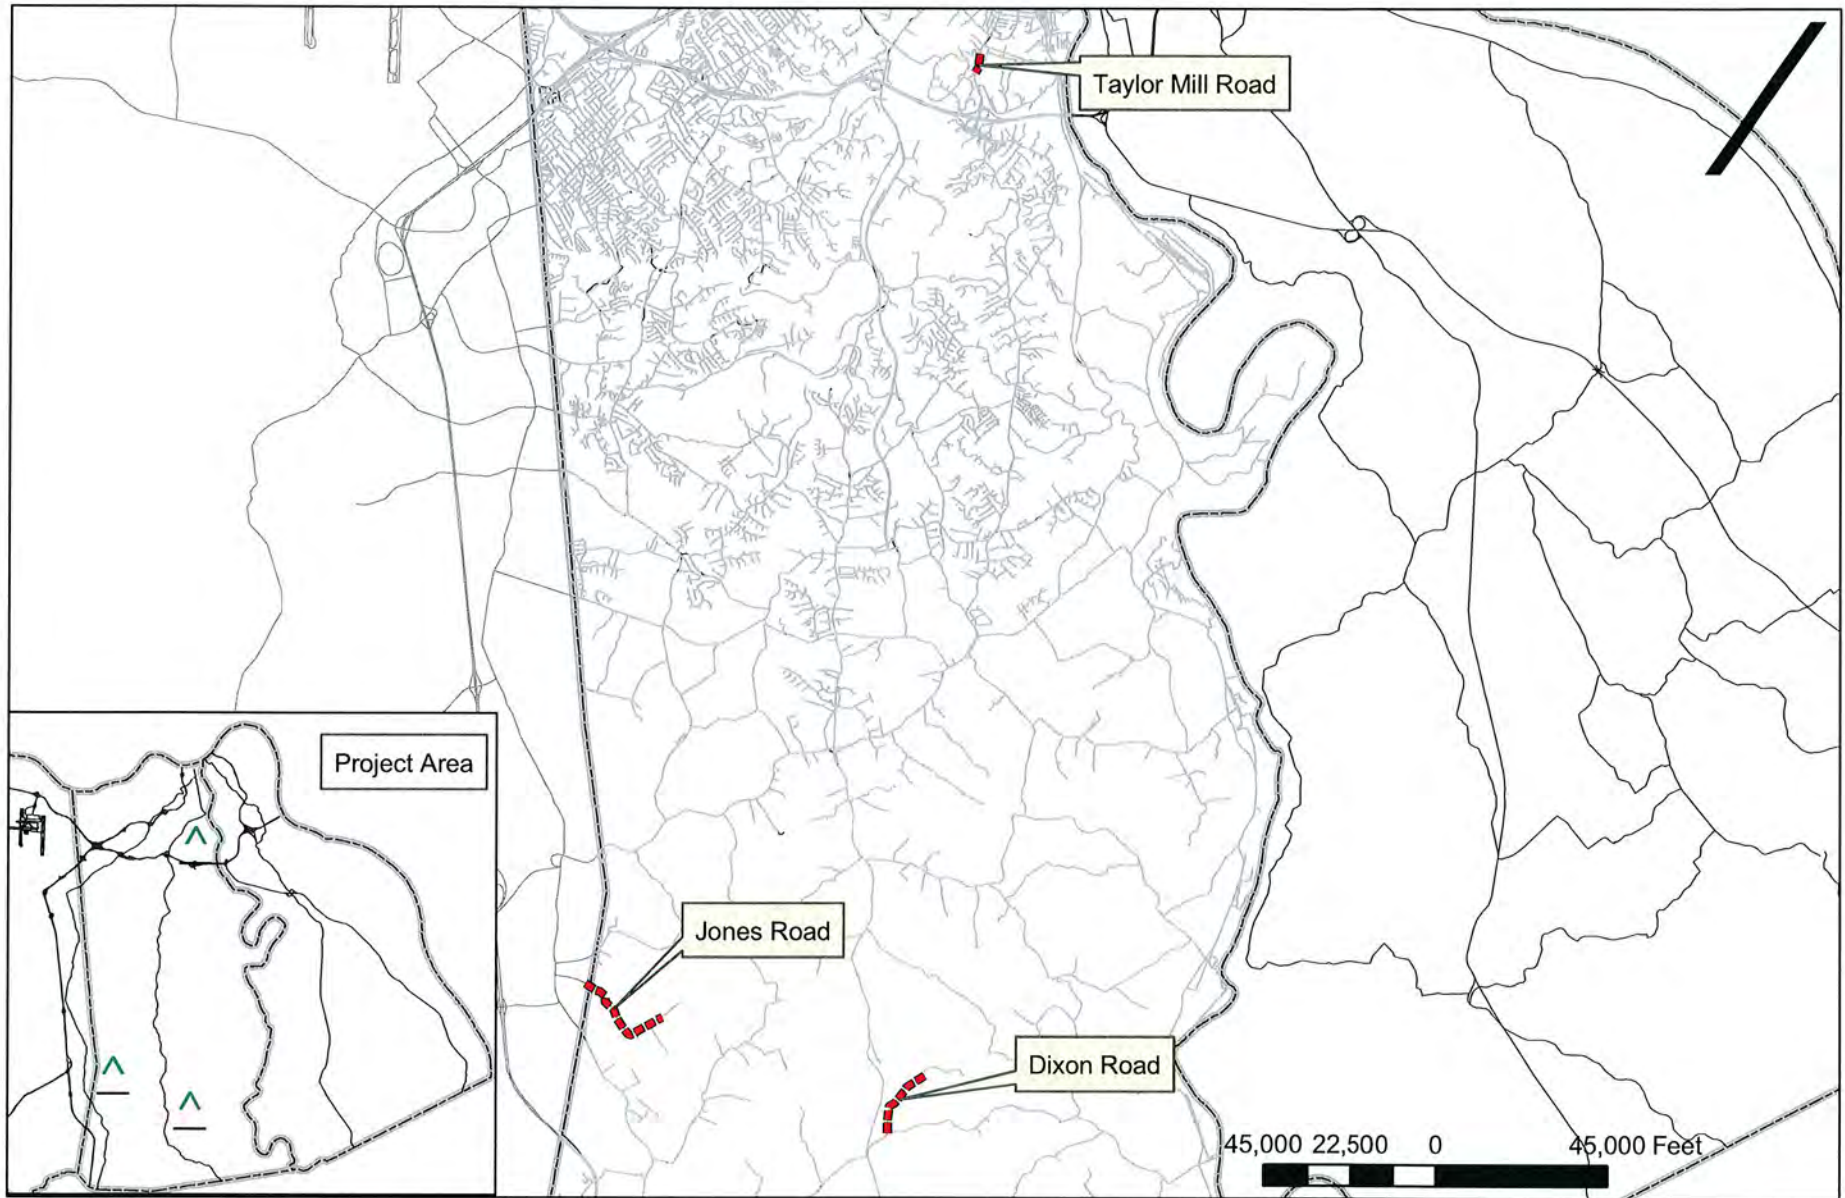 Taylor Mill Road
Project Area
Jones Road
Dixon Road
45,000 22,500 0 45,000 Feet